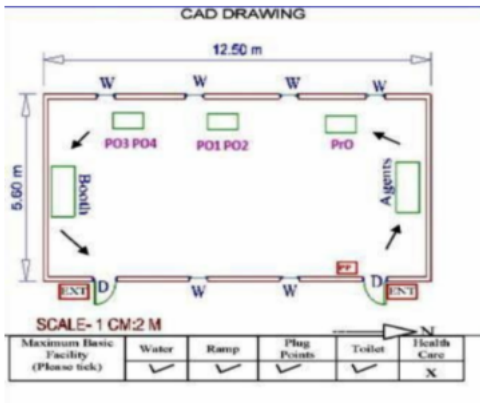 CAD DRAWING
12.50 m
W W W W
PO3 PO4 PO1 PO2 PrO
5.60 m
Booth
Agents
PP
D D
EXT W W ENT
SCALE- 1 CM:2 M
N
Maximum Basic Facility (Please tick) Water Ramp Plug Points Toilet Health Care
✓ ✓ ✓ ✓ X